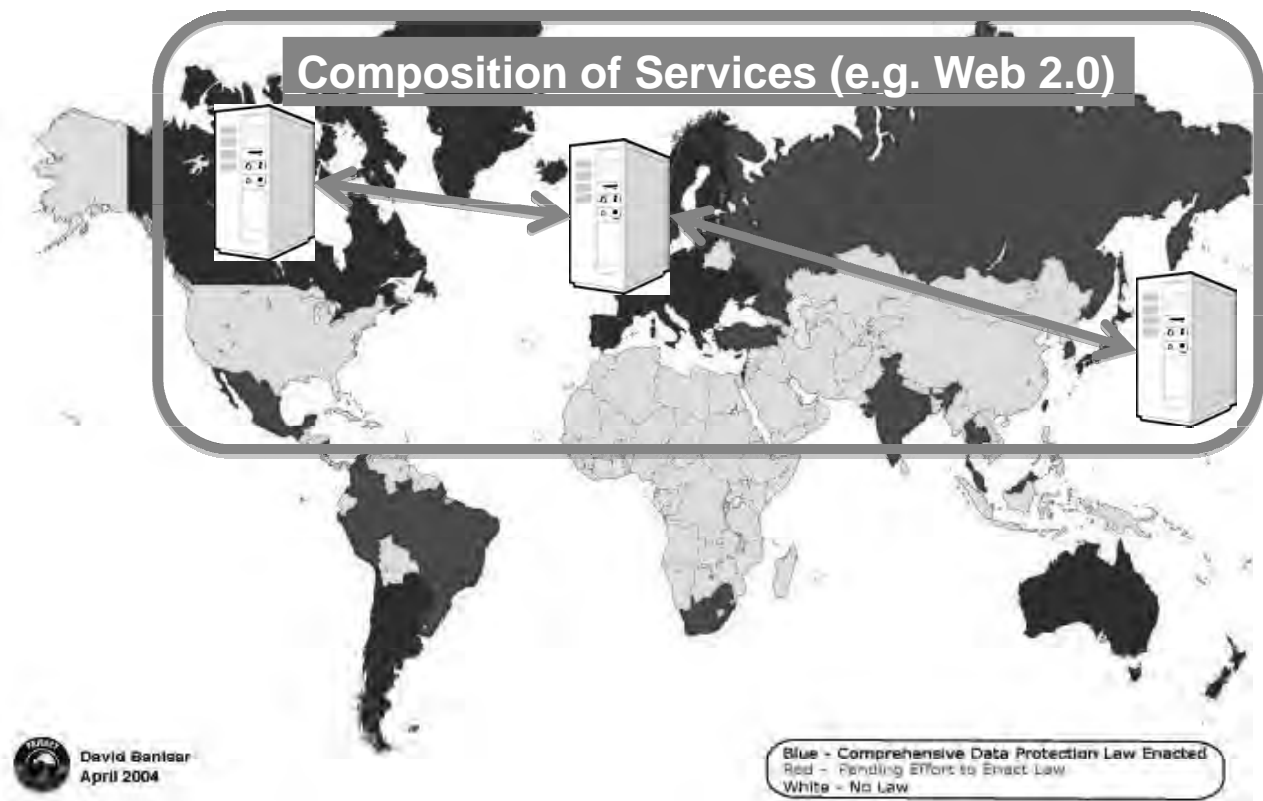 Composition of Services (e.g. Web 2.0)
PRIVACY
David Banisar
April 2004
Blue - Comprehensive Data Protection Law Enacted
Red - Pending Effort to Enact Law
White - No Law